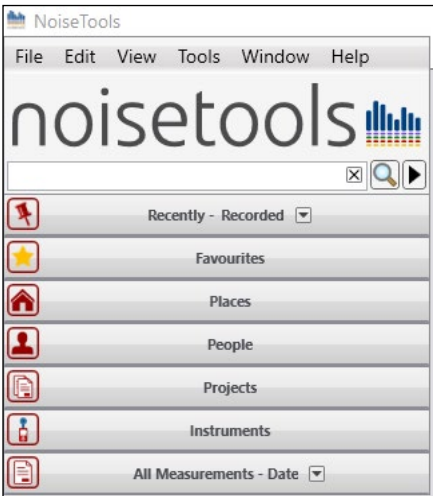 NoiseTools
File Edit View Tools Window Help
noisetools
Recently - Recorded
Favourites
Places
People
Projects
Instruments
All Measurements - Date